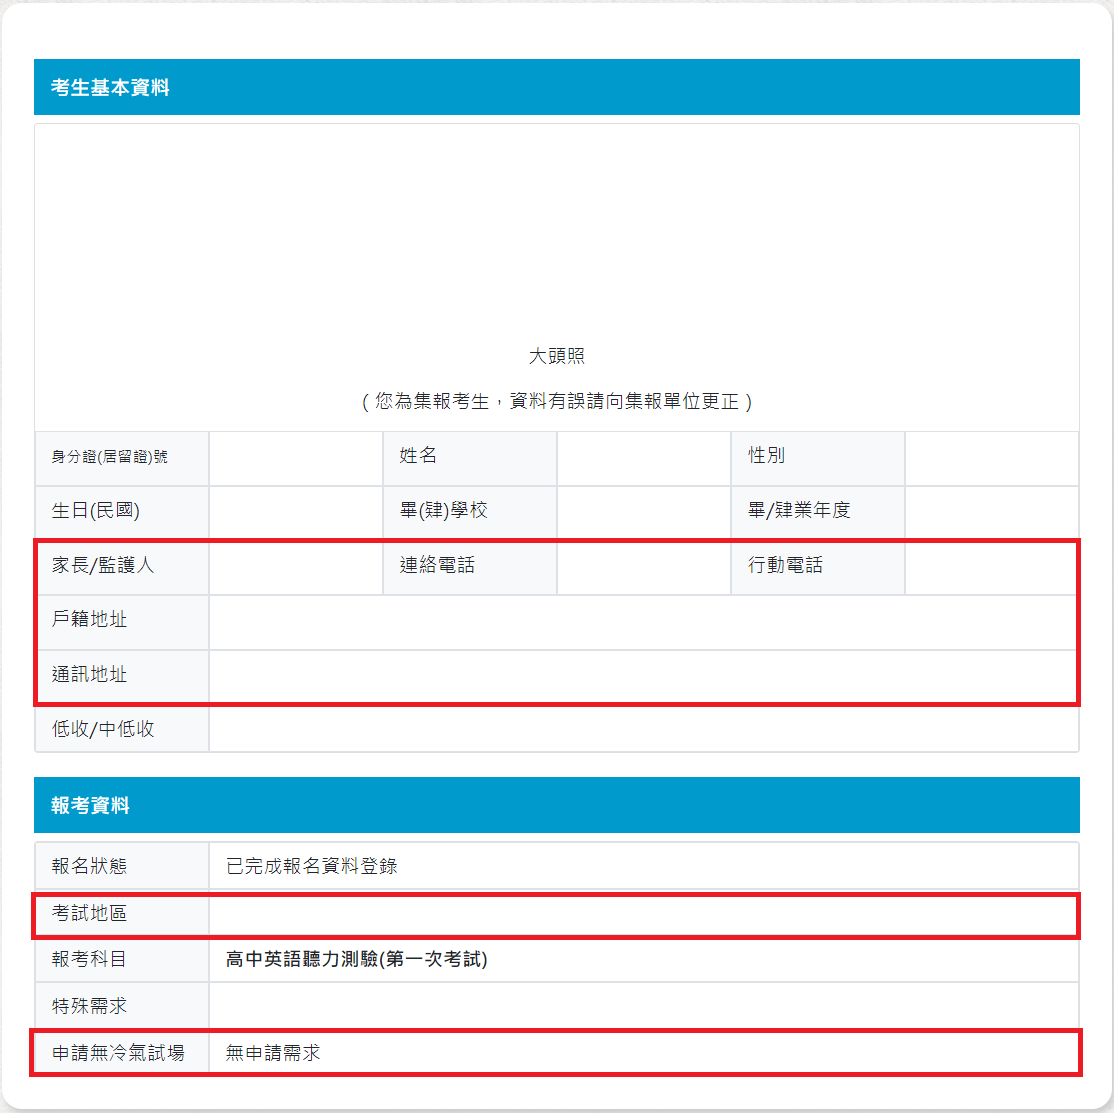 考生基本資料
大頭照
( 您為集報考生，資料有誤請向集報單位更正 )
身分證(居留證)號 姓名 性別
生日(民國) 畢(肄)學校 畢/肄業年度
家長/監護人 連絡電話 行動電話
戶籍地址
通訊地址
低收/中低收
報考資料
報名狀態 已完成報名資料登錄
考試地區
報考科目 高中英語聽力測驗(第一次考試)
特殊需求
申請無冷氣試場 無申請需求